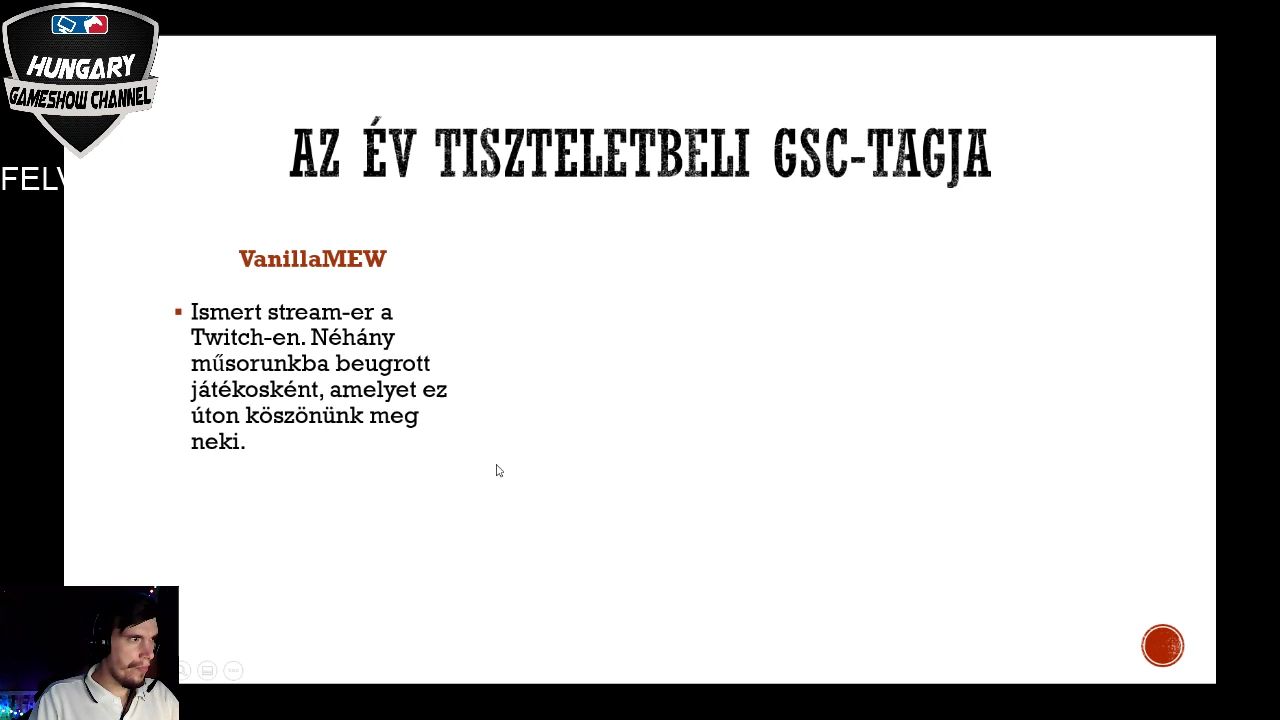 HUNGARY
GAMESHOW CHANNEL
FELV
AZ ÉV TISZTELETBELI GSC-TAGJA
VanillaMEW
▪ Ismert stream-er a
Twitch-en. Néhány
műsorunkba beugrott
játékosként, amelyet ez
úton köszönünk meg
neki.